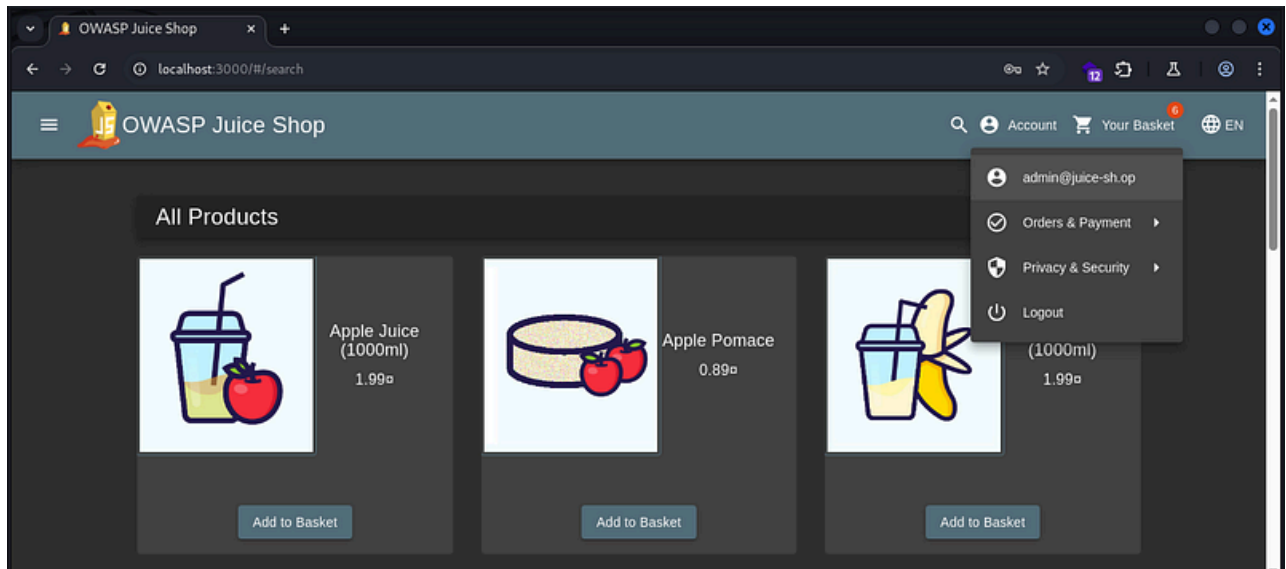 OWASP Juice Shop
localhost:3000/#/search
12
OWASP Juice Shop
Account
Your Basket
6
EN
admin@juice-sh.op
Orders & Payment
Privacy & Security
Logout
All Products
Apple Juice
(1000ml)
1.99¤
Apple Pomace
0.89¤
(1000ml)
1.99¤
Add to Basket
Add to Basket
Add to Basket